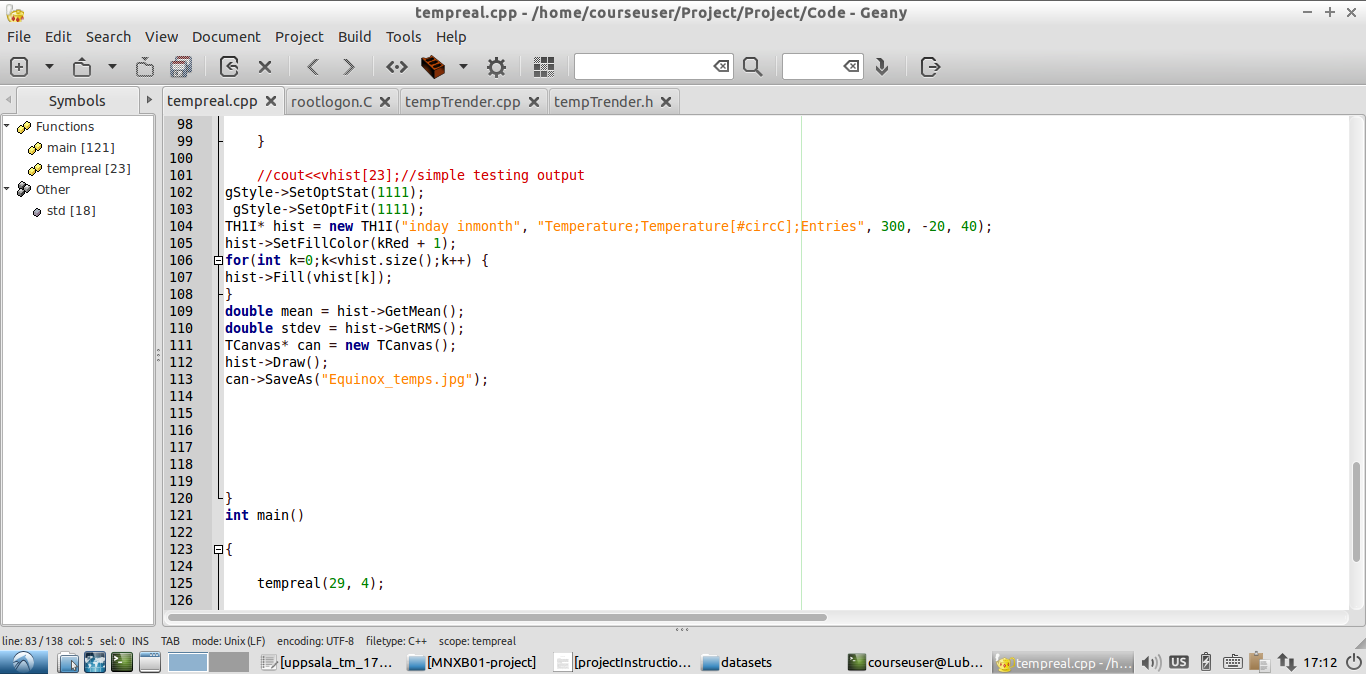 tempreal.cpp - /home/courseuser/Project/Project/Code - Geany
File Edit Search View Document Project Build Tools Help
Symbols tempreal.cpp rootlogon.C tempTrender.cpp tempTrender.h
Functions
main [121]
tempreal [23]
Other
std [18]
98
99 }
100
101 //cout<<vhist[23];//simple testing output
102 gStyle->SetOptStat(1111);
103 gStyle->SetOptFit(1111);
104 TH1I* hist = new TH1I("inday inmonth", "Temperature;Temperature[#circC];Entries", 300, -20, 40);
105 hist->SetFillColor(kRed + 1);
106 for(int k=0;k<vhist.size();k++) {
107 hist->Fill(vhist[k]);
108 }
109 double mean = hist->GetMean();
110 double stdev = hist->GetRMS();
111 TCanvas* can = new TCanvas();
112 hist->Draw();
113 can->SaveAs("Equinox_temps.jpg");
114
115
116
117
118
119
120 }
121 int main()
122
123 {
124
125 tempreal(29, 4);
126
line: 83 / 138 col: 5 sel: 0 INS TAB mode: Unix (LF) encoding: UTF-8 filetype: C++ scope: tempreal
[uppsala_tm_17... [MNXB01-project] [projectInstructio... datasets courseuser@Lub... tempreal.cpp - /h... US 17:12